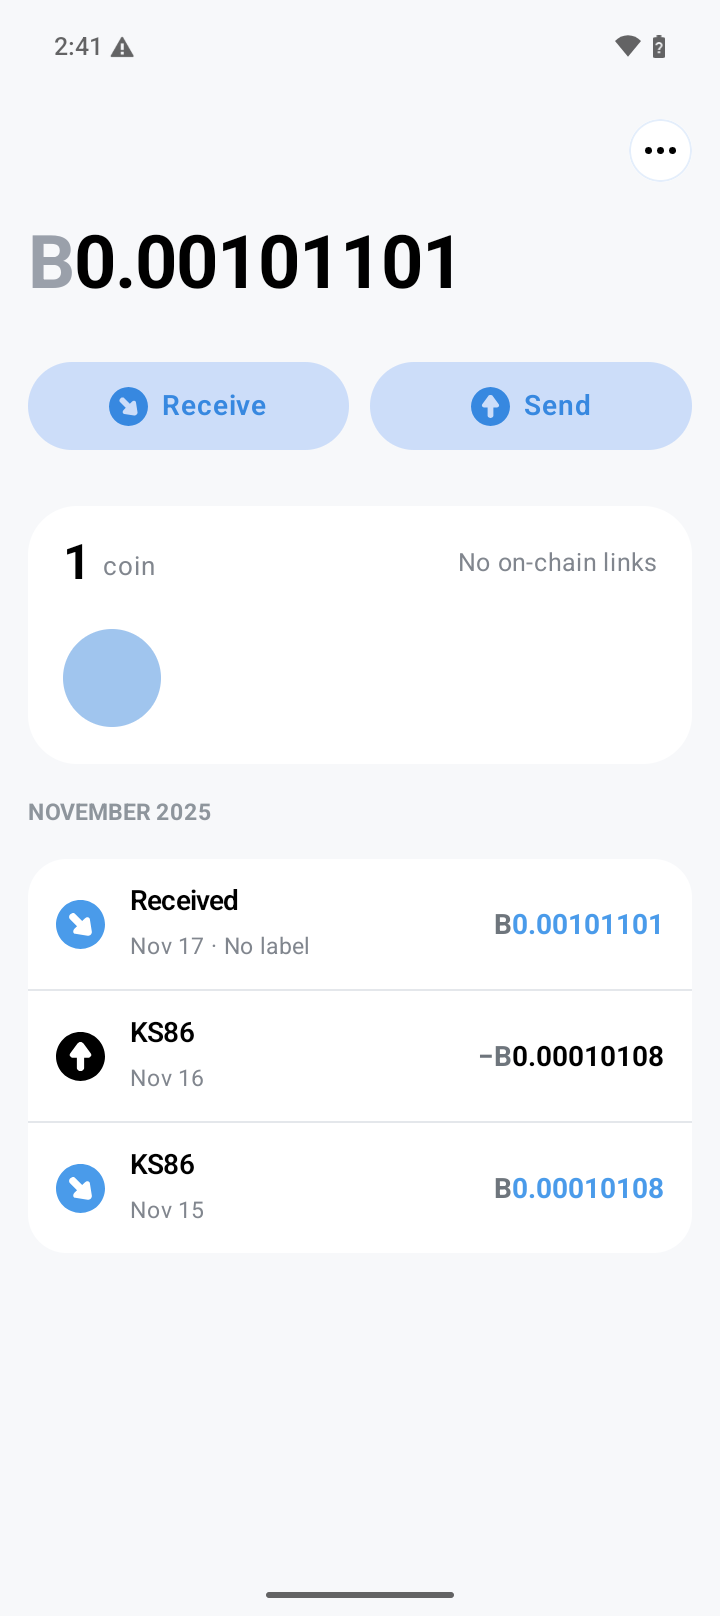 2:41
B0.00101101
Receive
Send
1 coin
No on-chain links
NOVEMBER 2025
Received
Nov 17 · No label
B0.00101101
KS86
Nov 16
−B0.00010108
KS86
Nov 15
B0.00010108